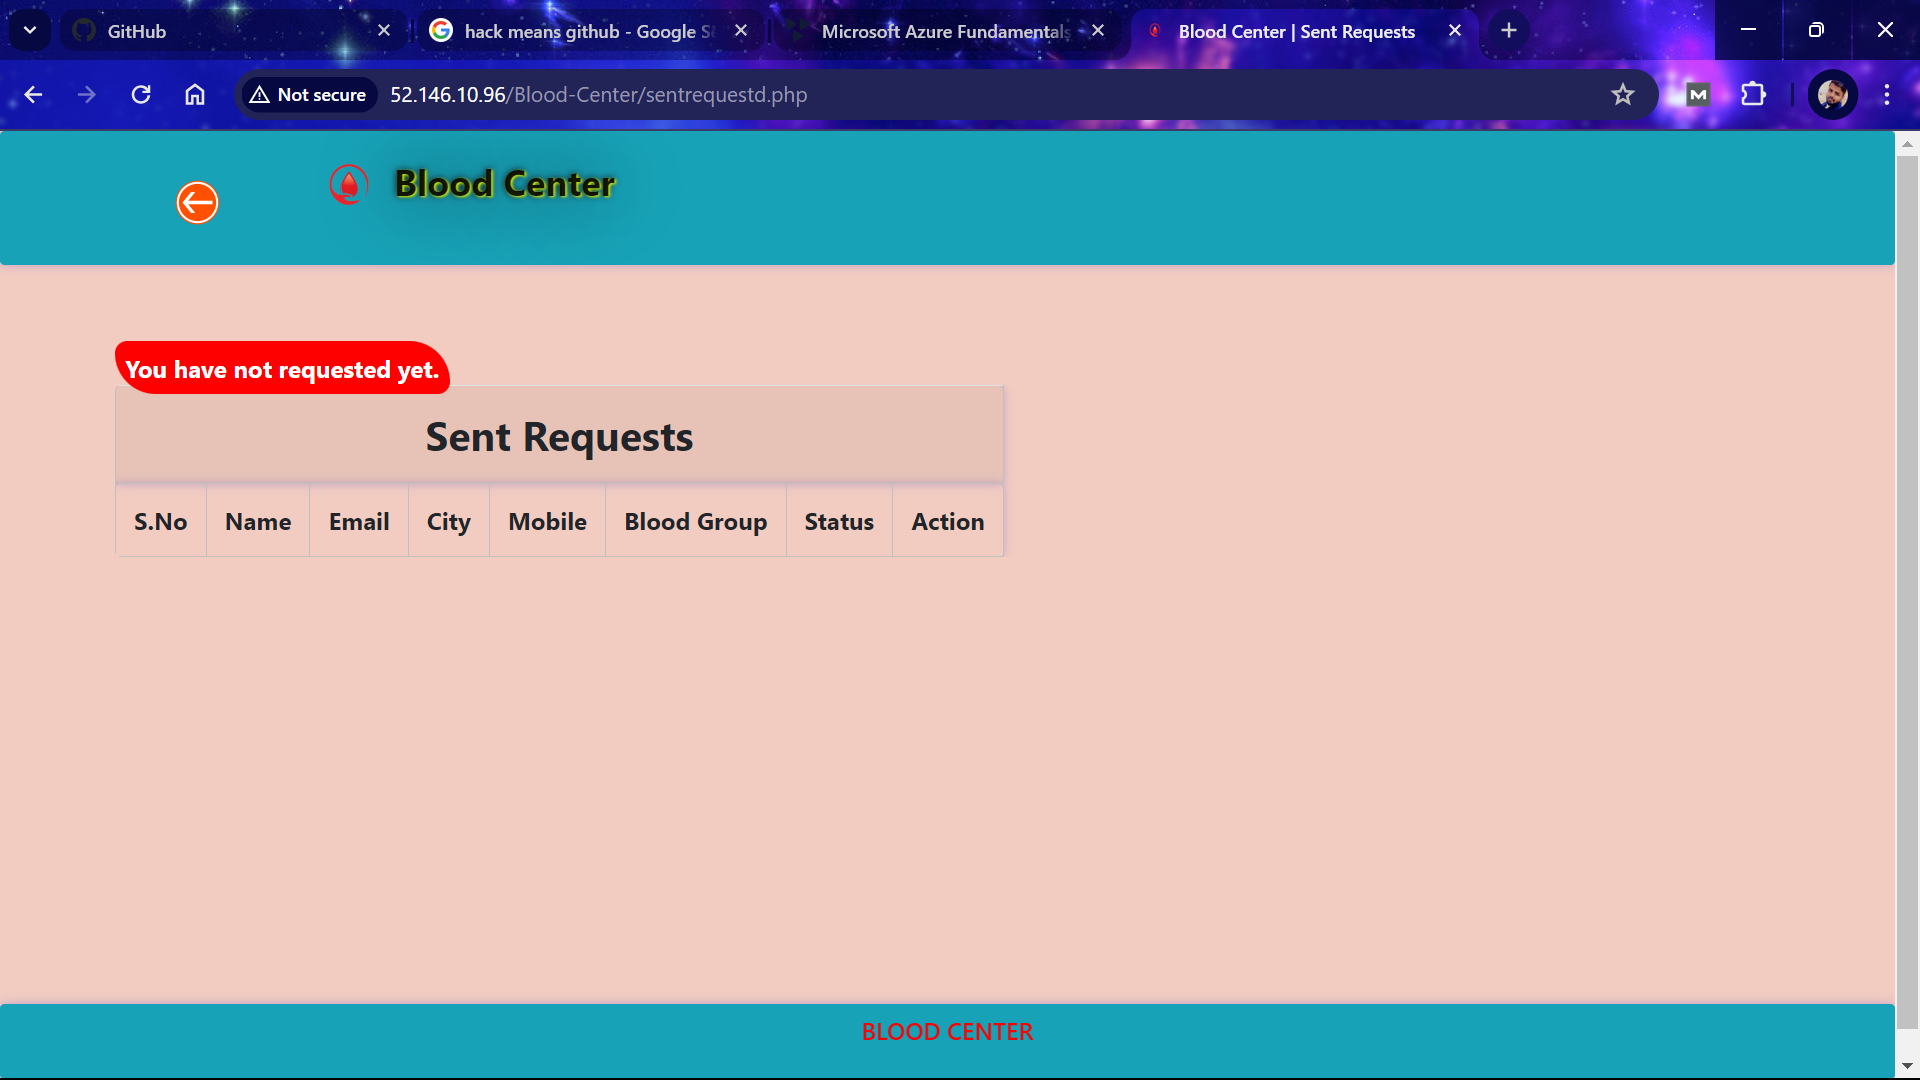 GitHub
hack means github - Google S
Microsoft Azure Fundamentals
Blood Center | Sent Requests
Not secure
52.146.10.96/Blood-Center/sentrequestd.php
Blood Center
You have not requested yet.
Sent Requests
S.No Name Email City Mobile Blood Group Status Action
BLOOD CENTER